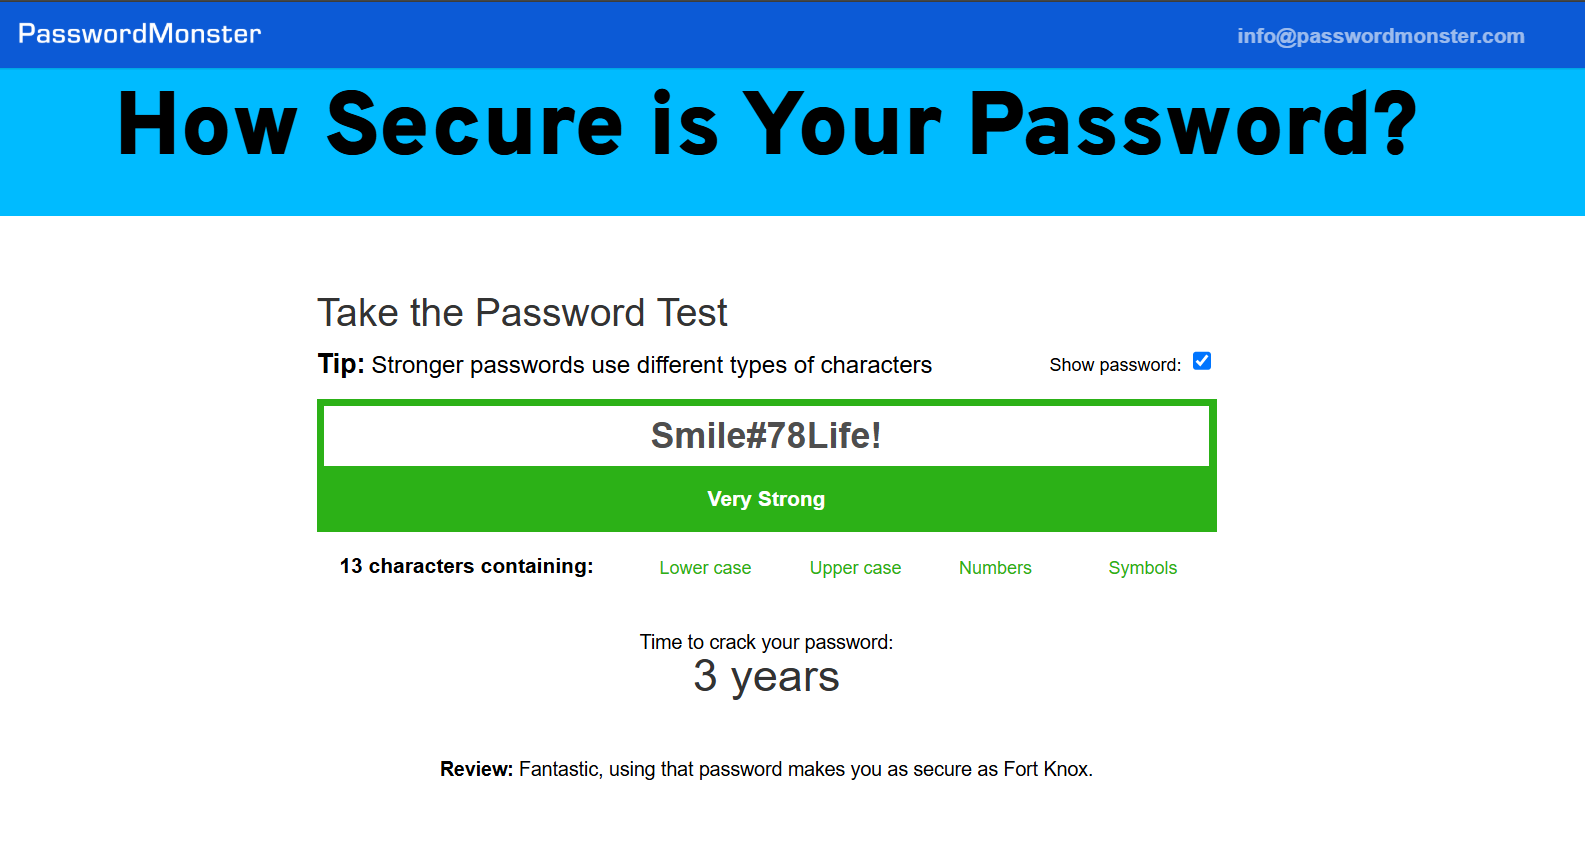 PasswordMonster
info@passwordmonster.com
How Secure is Your Password?
Take the Password Test
Tip: Stronger passwords use different types of characters
Show password:
Smile#78Life!
Very Strong
13 characters containing:
Lower case
Upper case
Numbers
Symbols
Time to crack your password:
3 years
Review: Fantastic, using that password makes you as secure as Fort Knox.